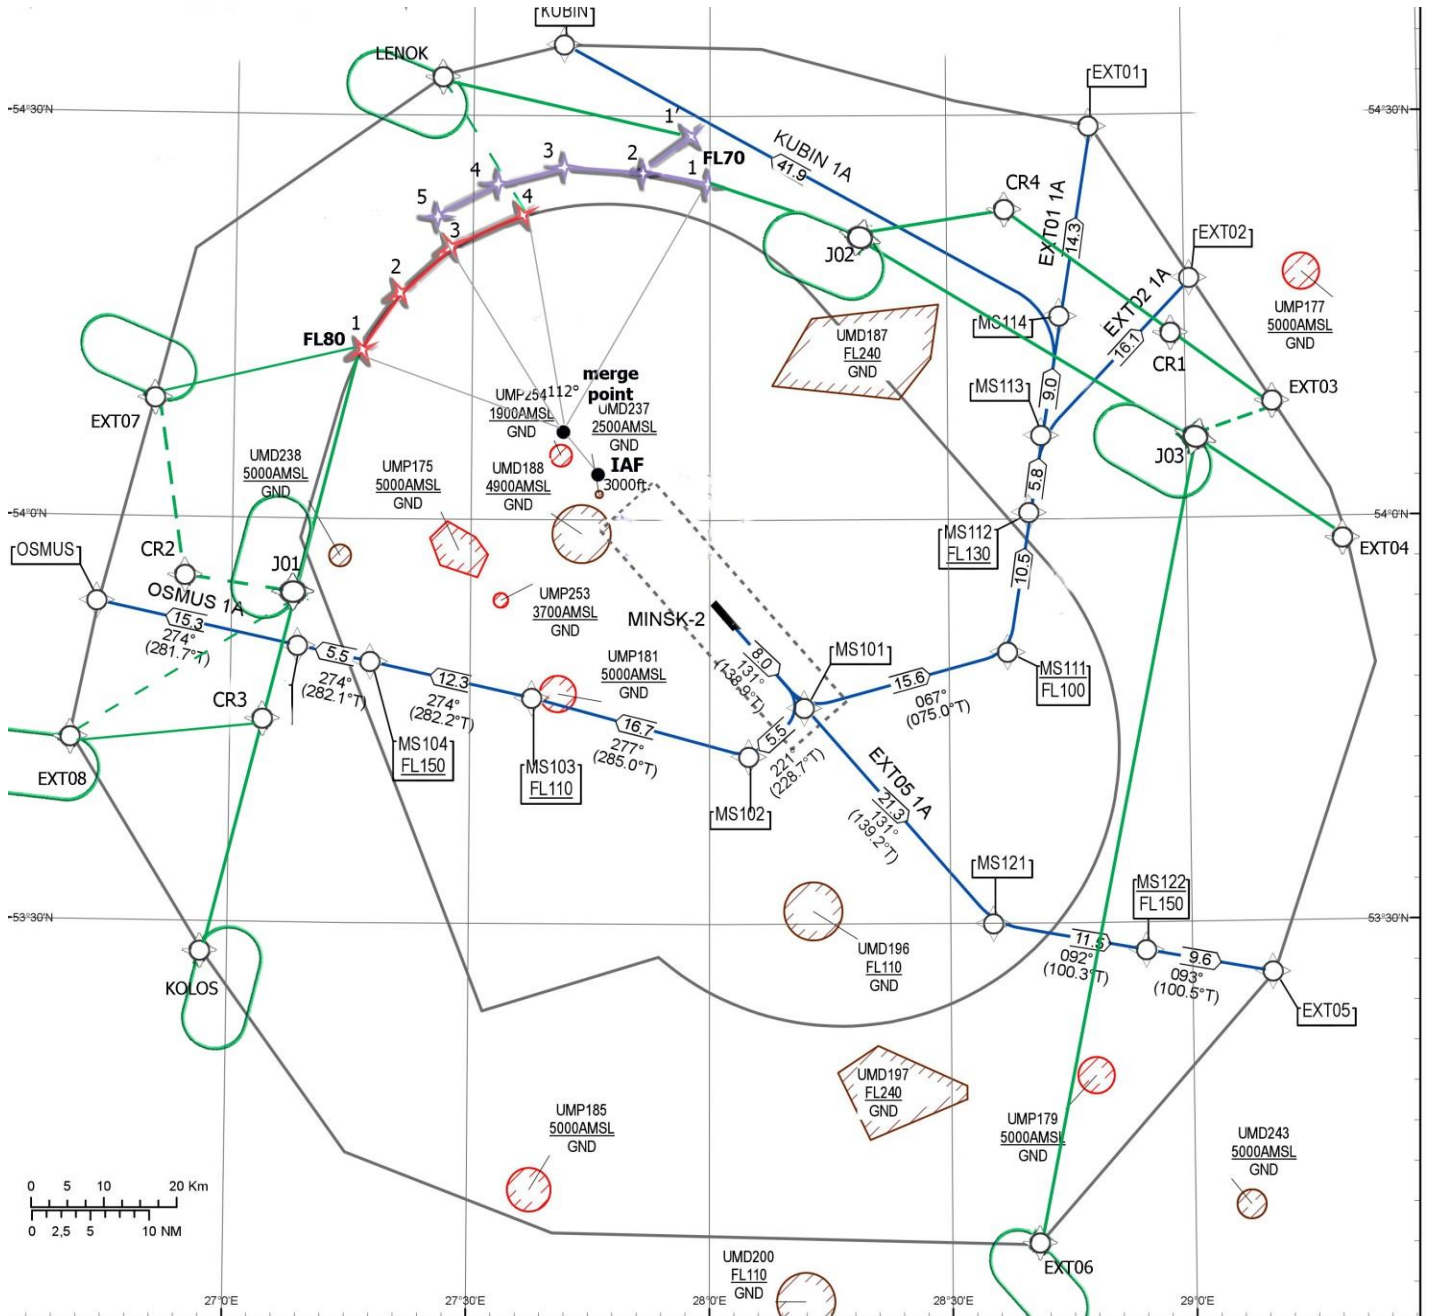 KUBIN
LENOK
EXT01
54°30'N
54°30'N
1'
KUBIN 1A
41.9
3
2
FL70
1
4
5
4
3
CR4
EXT01 1A
14.3
J02
EXT02
2
EXT02 1A
16.1
UMP177
5000AMSL
GND
MS114
1
FL80
UMD187
FL240
GND
CR1
merge
point
112°
UMP254
1900AMSL
GND
UMD237
2500AMSL
GND
MS113
9.0
EXT03
EXT07
IAF
3000ft.
J03
UMD238
5000AMSL
GND
UMP175
5000AMSL
GND
UMD188
4900AMSL
GND
5.8
54°0'N
54°0'N
MS112
FL130
EXT04
OSMUS
CR2
J01
OSMUS 1A
10.5
UMP253
3700AMSL
GND
MINSK-2
15.3
274°
(281.7°T)
5.5
274°
(282.1°T)
12.3
274°
(282.2°T)
UMP181
5000AMSL
GND
8.0
131°
(138.9°T)
MS101
15.6
067°
(075.0°T)
MS111
FL100
CR3
16.7
277°
(285.0°T)
5.5
221°
(228.7°T)
EXT08
MS104
FL150
MS103
FL110
MS102
EXT05 1A
21.3
131°
(139.2°T)
MS121
MS122
FL150
53°30'N
53°30'N
UMD196
FL110
GND
11.5
092°
(100.3°T)
9.6
093°
(100.5°T)
KOLOS
EXT05
UMD197
FL240
GND
UMP185
5000AMSL
GND
UMP179
5000AMSL
GND
UMD243
5000AMSL
GND
0 5 10 20 Km
0 2,5 5 10 NM
UMD200
FL110
GND
EXT06
27°0'E
27°30'E
28°0'E
28°30'E
29°0'E